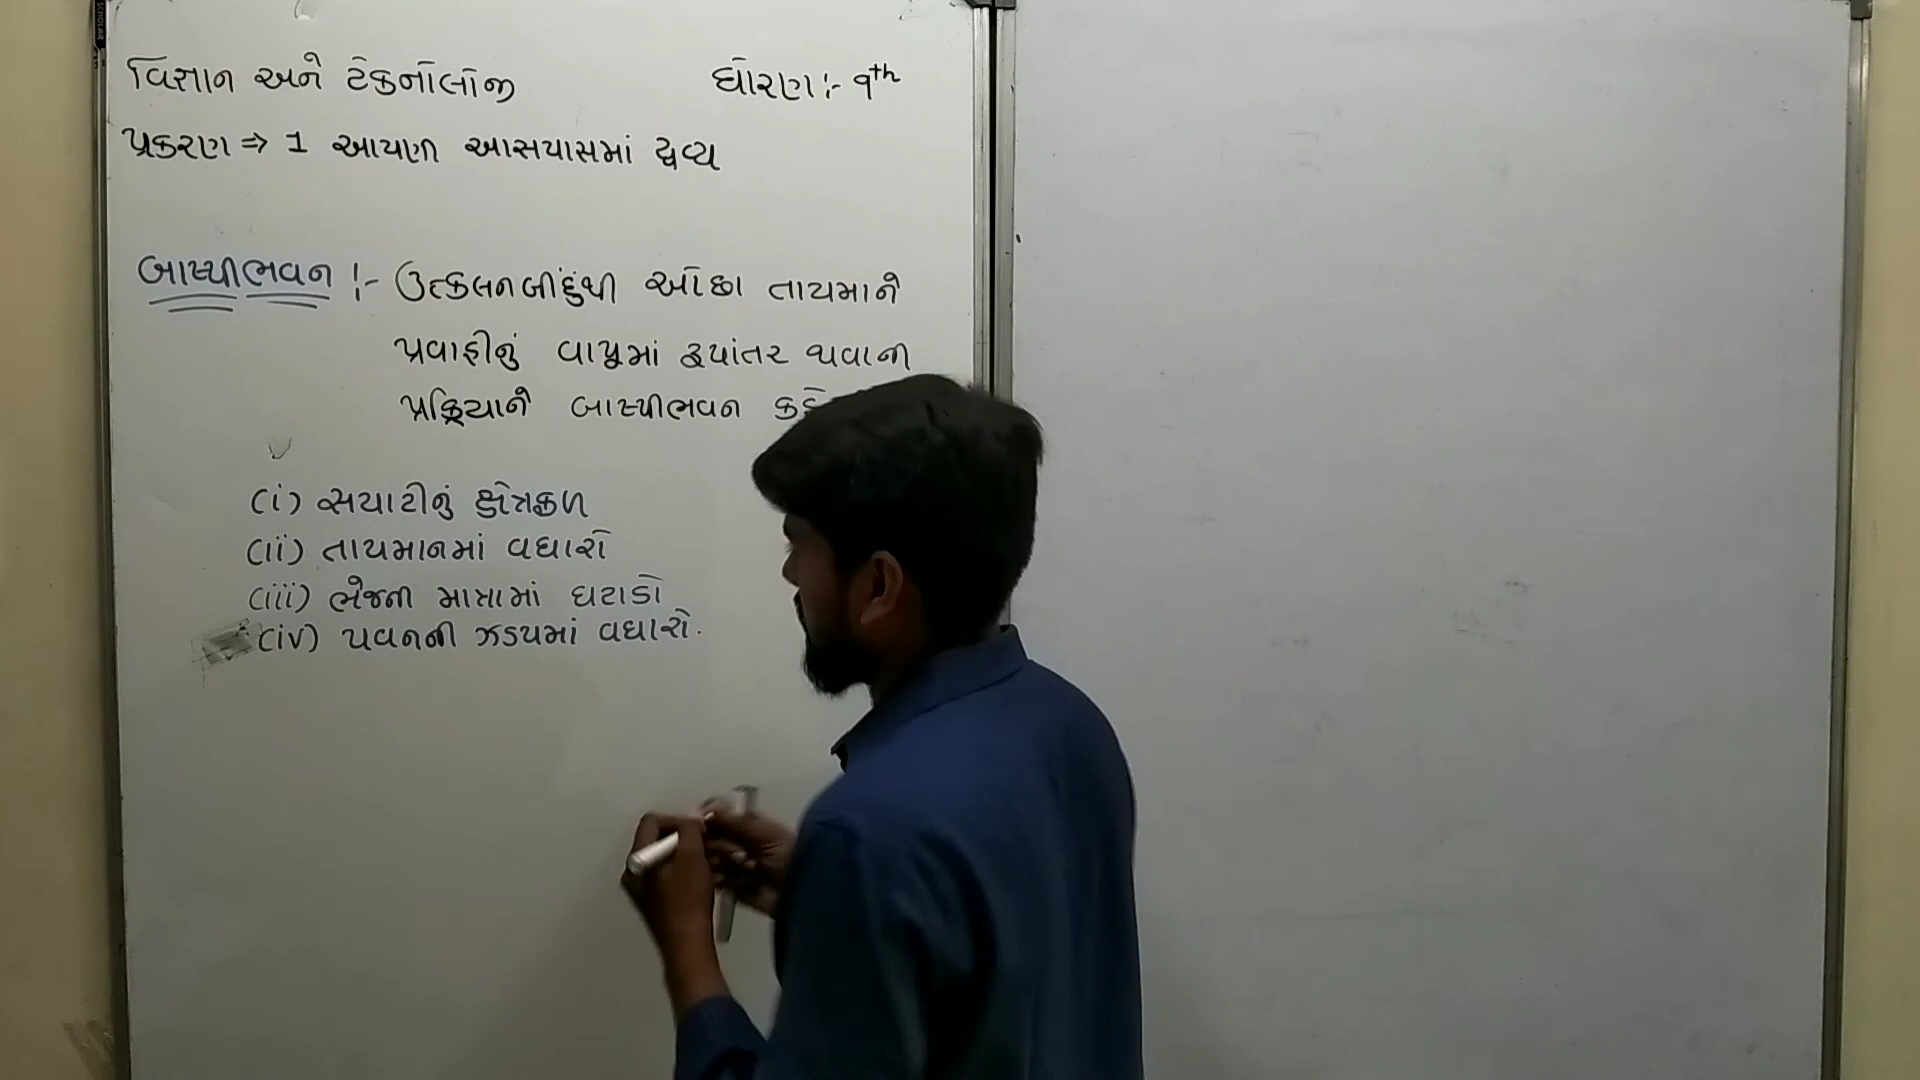 SCHOLAR
વિજ્ઞાન અને ટેકનોલોજી ધોરણ :- 9th
પ્રકરણ ⇒ 1 આપણી આસપાસમાં દ્રવ્ય
બાષ્પીભવન :- ઉત્કલનબીંદુથી ઓછા તાપમાને
પ્રવાહીનું વાયુમાં રૂપાંતર થવાની
પ્રક્રિયાને બાષ્પીભવન
(i) સપાટીનું ક્ષેત્રફળ
(ii) તાપમાનમાં વધારો
(iii) ભેજની માત્રામાં ઘટાડો
(iv) પવનની ઝડપમાં વધારો.